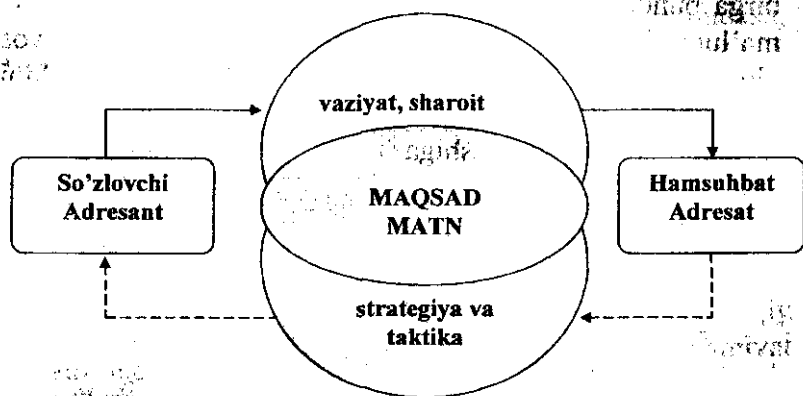 vaziyat, sharoit
So'zlovchi
Adresant
MAQSAD
MATN
Hamsuhbat
Adresat
strategiya va
taktika